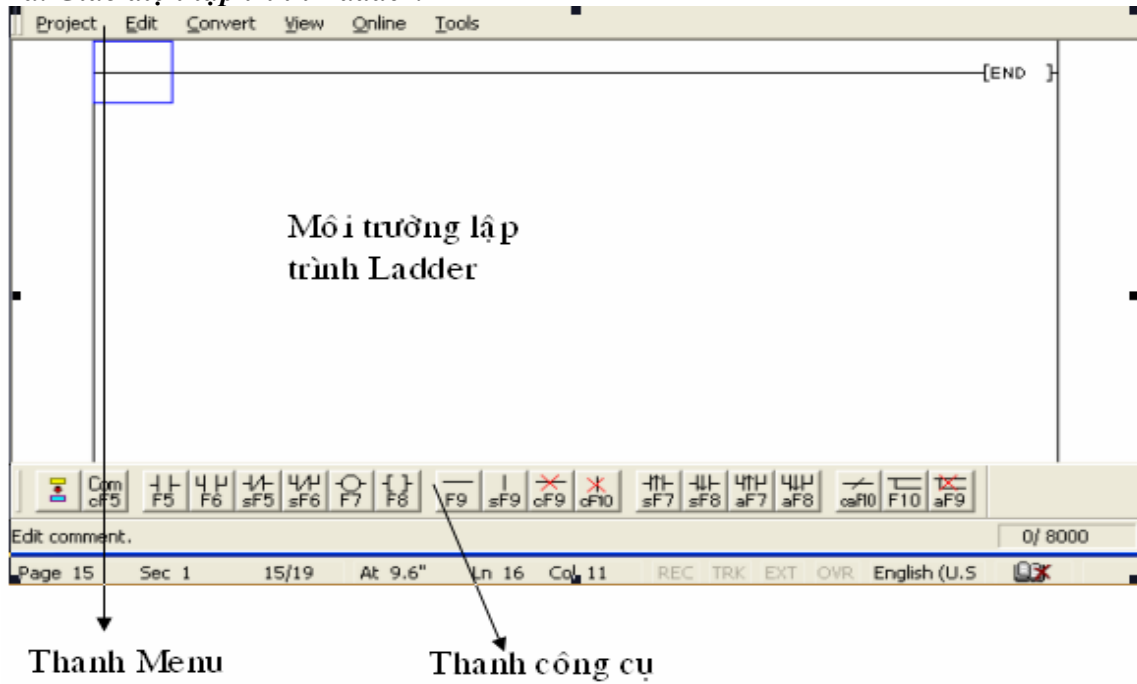 Project Edit Convert View Online Tools
END
Môi trường lập
trình Ladder
Com
cF5 F5 F6 sF5 sF6 F7 F8 F9 sF9 cF9 cF10 sF7 sF8 aF7 aF8 caF10 F10 aF9
Edit comment. 0/ 8000
Page 15 Sec 1 15/19 At 9.6" Ln 16 Col 11 REC TRK EXT OVR English (U.S
Thanh Menu Thanh công cụ